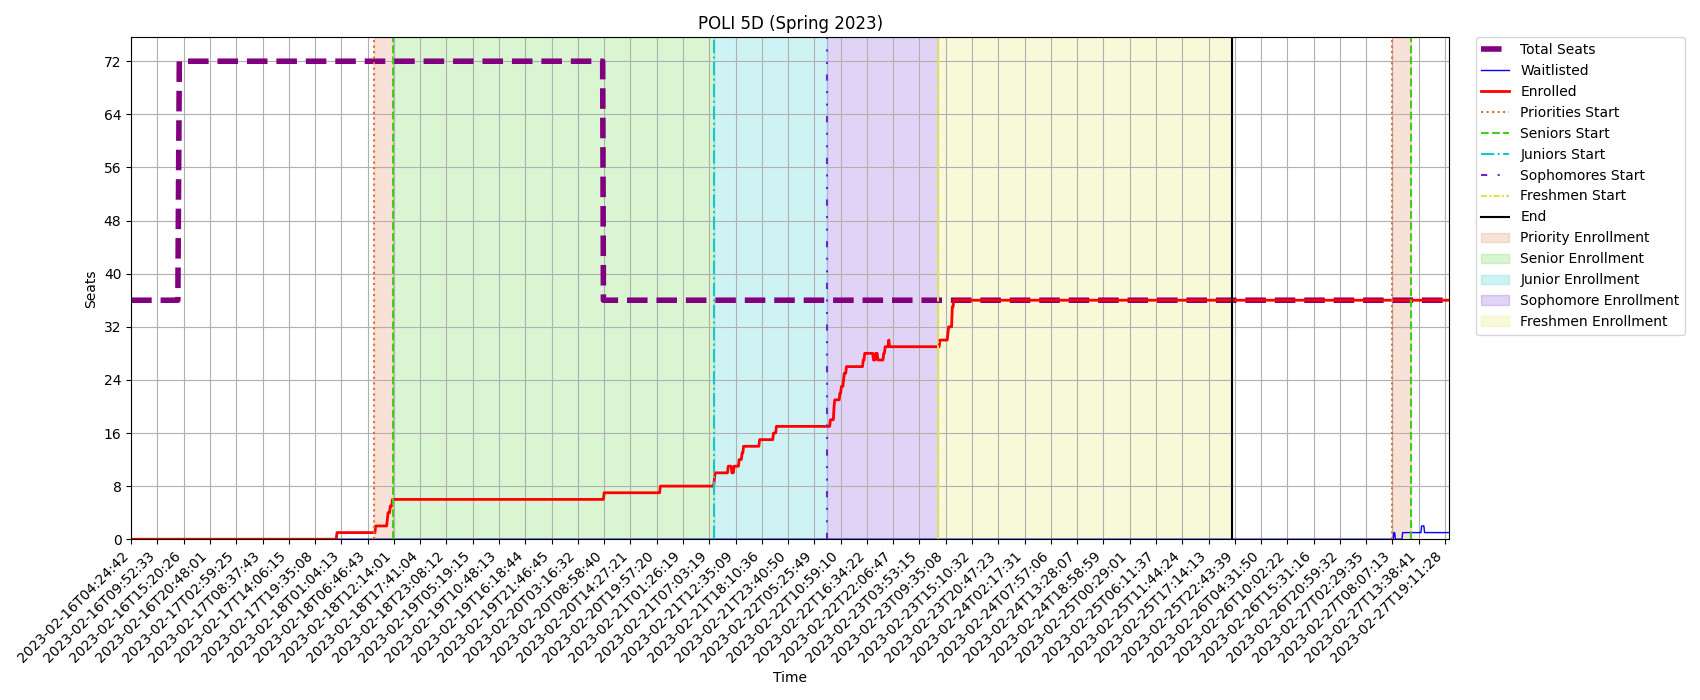 POLI 5D (Spring 2023)
Seats
72
64
56
48
40
32
24
16
8
0
2023-02-16T04:24:42
2023-02-16T09:52:33
2023-02-16T15:20:26
2023-02-16T20:48:01
2023-02-17T02:59:25
2023-02-17T08:37:43
2023-02-17T14:06:15
2023-02-17T19:35:08
2023-02-18T01:04:13
2023-02-18T06:46:43
2023-02-18T12:14:01
2023-02-18T17:41:04
2023-02-18T23:08:12
2023-02-19T05:19:15
2023-02-19T10:48:13
2023-02-19T16:18:44
2023-02-19T21:46:45
2023-02-20T03:16:32
2023-02-20T08:58:40
2023-02-20T14:27:21
2023-02-20T19:57:20
2023-02-21T01:26:19
2023-02-21T07:03:19
2023-02-21T12:35:09
2023-02-21T18:10:36
2023-02-21T23:40:50
2023-02-22T05:25:49
2023-02-22T10:59:10
2023-02-22T16:34:22
2023-02-22T22:06:47
2023-02-23T03:53:15
2023-02-23T09:35:08
2023-02-23T15:10:32
2023-02-23T20:47:23
2023-02-24T02:17:31
2023-02-24T07:57:06
2023-02-24T13:28:07
2023-02-24T18:58:59
2023-02-25T00:29:01
2023-02-25T06:11:37
2023-02-25T11:44:24
2023-02-25T17:14:13
2023-02-25T22:43:39
2023-02-26T04:31:50
2023-02-26T10:02:22
2023-02-26T15:31:16
2023-02-26T20:59:32
2023-02-27T02:29:35
2023-02-27T08:07:13
2023-02-27T13:38:41
2023-02-27T19:11:28
Time
Total Seats
Waitlisted
Enrolled
Priorities Start
Seniors Start
Juniors Start
Sophomores Start
Freshmen Start
End
Priority Enrollment
Senior Enrollment
Junior Enrollment
Sophomore Enrollment
Freshmen Enrollment